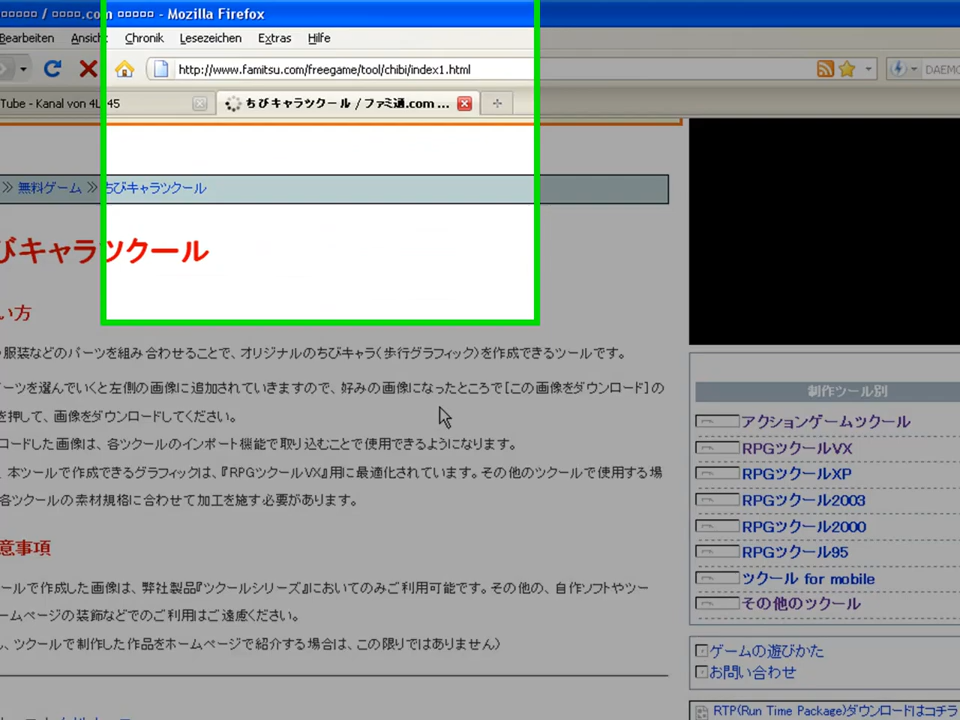 / .com - Mozilla Firefox
Bearbeiten Ansicht Chronik Lesezeichen Extras Hilfe
http://www.famitsu.com/freegame/tool/chibi/index1.html DAEMO
Tube - Kanal von 4L 45 ちびキャラツクール / ファミ通.com ...
≫ 無料ゲーム ≫ ちびキャラツクール
びキャラツクール
い方
服装などのパーツを組み合わせることで、オリジナルのちびキャラ(歩行グラフィック)を作成できるツールです。
ーツを選んでいくと左側の画像に追加されていきますので、好みの画像になったところで[この画像をダウンロード]の
を押して、画像をダウンロードしてください。
ロードした画像は、各ツクールのインポート機能で取り込むことで使用できるようになります。
、本ツールで作成できるグラフィックは、『RPGツクールVX』用に最適化されています。その他のツクールで使用する場
各ツクールの素材規格に合わせて加工を施す必要があります。
意事項
ールで作成した画像は、弊社製品『ツクールシリーズ』においてのみご利用可能です。その他の、自作ソフトやツー
ームページの装飾などでのご利用はご遠慮ください。
、ツクールで制作した作品をホームページで紹介する場合は、この限りではありません)
制作ツール別
アクションゲームツクール
RPGツクールVX
RPGツクールXP
RPGツクール2003
RPGツクール2000
RPGツクール95
ツクール for mobile
その他のツクール
ゲームの遊びかた
お問い合わせ
RTP(Run Time Package)ダウンロードはコチラ